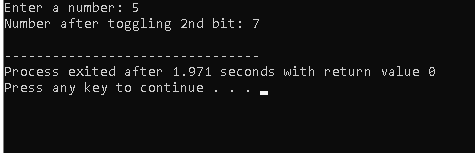 Enter a number: 5
Number after toggling 2nd bit: 7
--------------------------------
Process exited after 1.971 seconds with return value 0
Press any key to continue . . .